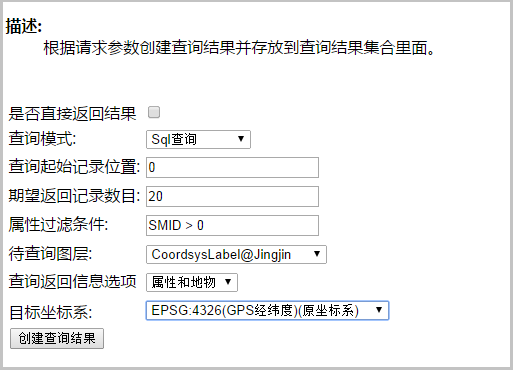 描述:
根据请求参数创建查询结果并存放到查询结果集合里面。
是否直接返回结果
查询模式: Sql查询
查询起始记录位置: 0
期望返回记录数目: 20
属性过滤条件: SMID > 0
待查询图层: CoordsysLabel@Jingjin
查询返回信息选项 属性和地物
目标坐标系: EPSG:4326(GPS经纬度)(原坐标系)
创建查询结果